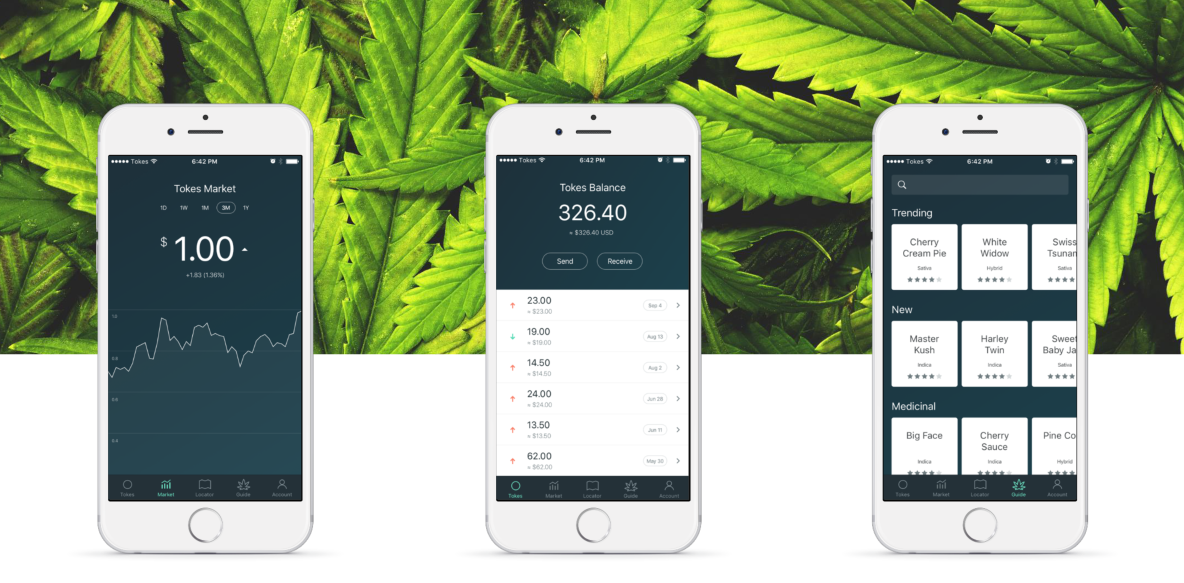 Tokes 6:42 PM
Tokes Market
1D 1W 1M 3M 1Y
$ 1.00
+1.83 (1.36%)
1.0
0.8
0.6
0.4
Tokes Market Locator Guide Account
Tokes 6:42 PM
Tokes Balance
326.40
≈ $326.40 USD
Send Receive
23.00 Sep 4
≈ $23.00
19.00 Aug 13
≈ $19.00
14.50 Aug 2
≈ $14.50
24.00 Jun 28
≈ $24.00
13.50 Jun 11
≈ $13.50
62.00 May 30
≈ $62.00
Tokes Market Locator Guide Account
Tokes 6:42 PM
Trending
Cherry White Swiss
Cream Pie Widow Tsunan
Sativa Hybrid Sativa
New
Master Harley Sweet
Kush Twin Baby Ja
Indica Indica Sativa
Medicinal
Big Face Cherry Pine Co
Sauce
Indica Indica Hybrid
Tokes Market Locator Guide Account